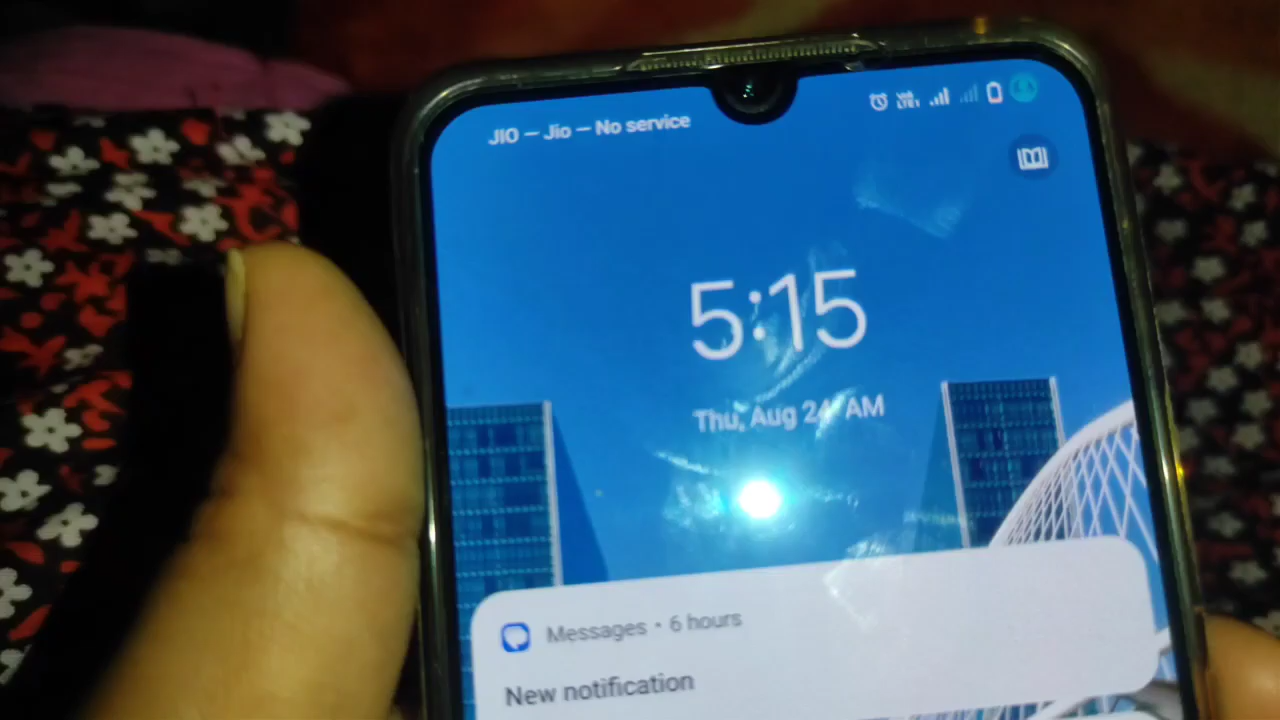 JIO — Jio — No service
5:15
Thu, Aug 24, AM
Messages • 6 hours
New notification